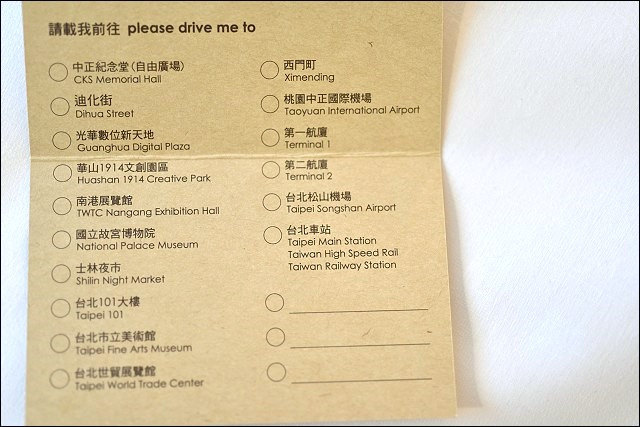 請載我前往 please drive me to
中正紀念堂(自由廣場)
CKS Memorial Hall
迪化街
Dihua Street
光華數位新天地
Guanghua Digital Plaza
華山1914文創園區
Huashan 1914 Creative Park
南港展覽館
TWTC Nangang Exhibition Hall
國立故宮博物院
National Palace Museum
士林夜市
Shilin Night Market
台北101大樓
Taipei 101
台北市立美術館
Taipei Fine Arts Museum
台北世貿展覽館
Taipei World Trade Center
西門町
Ximending
桃園中正國際機場
Taoyuan International Airport
第一航廈
Terminal 1
第二航廈
Terminal 2
台北松山機場
Taipei Songshan Airport
台北車站
Taipei Main Station
Taiwan High Speed Rail
Taiwan Railway Station